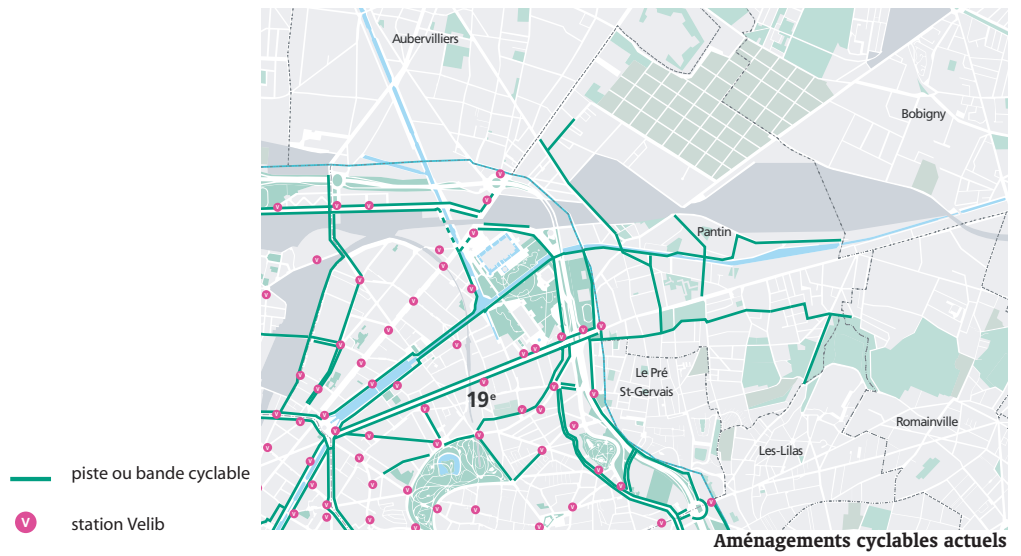 Aubervilliers
Bobigny
Pantin
Le Pré
St-Gervais
19e
Romainville
Les-Lilas
piste ou bande cyclable
V station Velib
Aménagements cyclables actuels